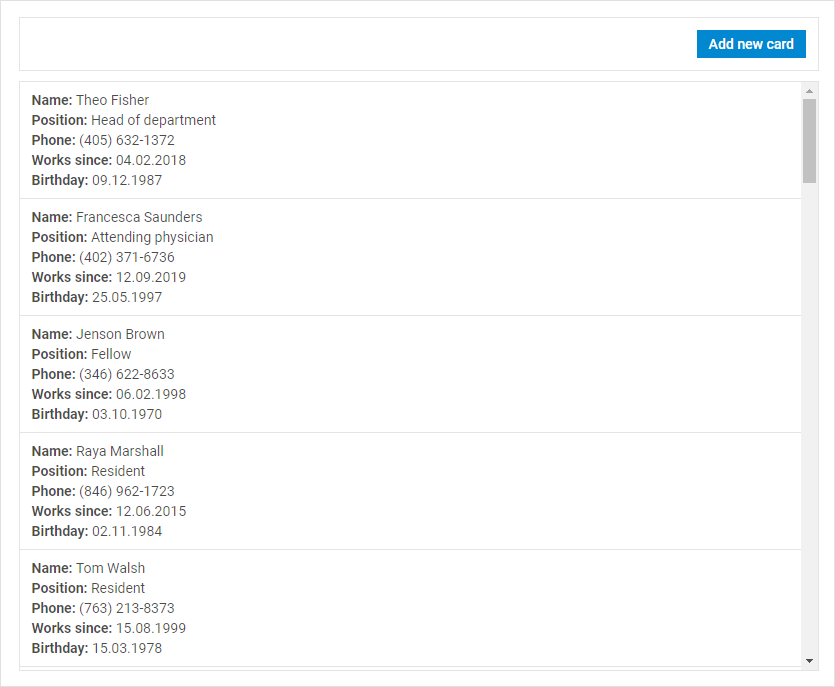 Add new card
Name: Theo Fisher
Position: Head of department
Phone: (405) 632-1372
Works since: 04.02.2018
Birthday: 09.12.1987
Name: Francesca Saunders
Position: Attending physician
Phone: (402) 371-6736
Works since: 12.09.2019
Birthday: 25.05.1997
Name: Jenson Brown
Position: Fellow
Phone: (346) 622-8633
Works since: 06.02.1998
Birthday: 03.10.1970
Name: Raya Marshall
Position: Resident
Phone: (846) 962-1723
Works since: 12.06.2015
Birthday: 02.11.1984
Name: Tom Walsh
Position: Resident
Phone: (763) 213-8373
Works since: 15.08.1999
Birthday: 15.03.1978